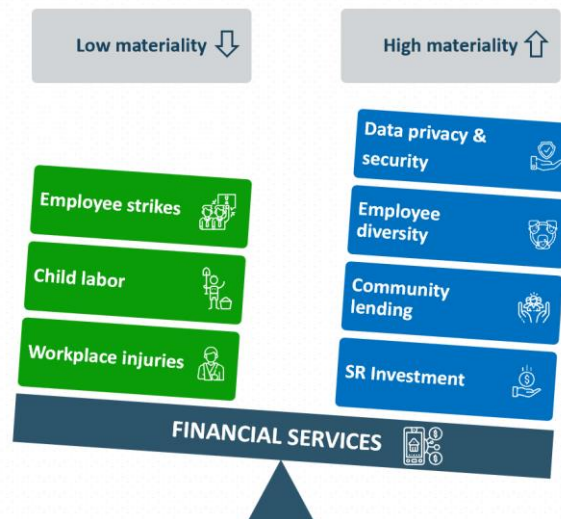 Low materiality
High materiality
Employee strikes
Child labor
Workplace injuries
Data privacy &
security
Employee
diversity
Community
lending
SR Investment
FINANCIAL SERVICES